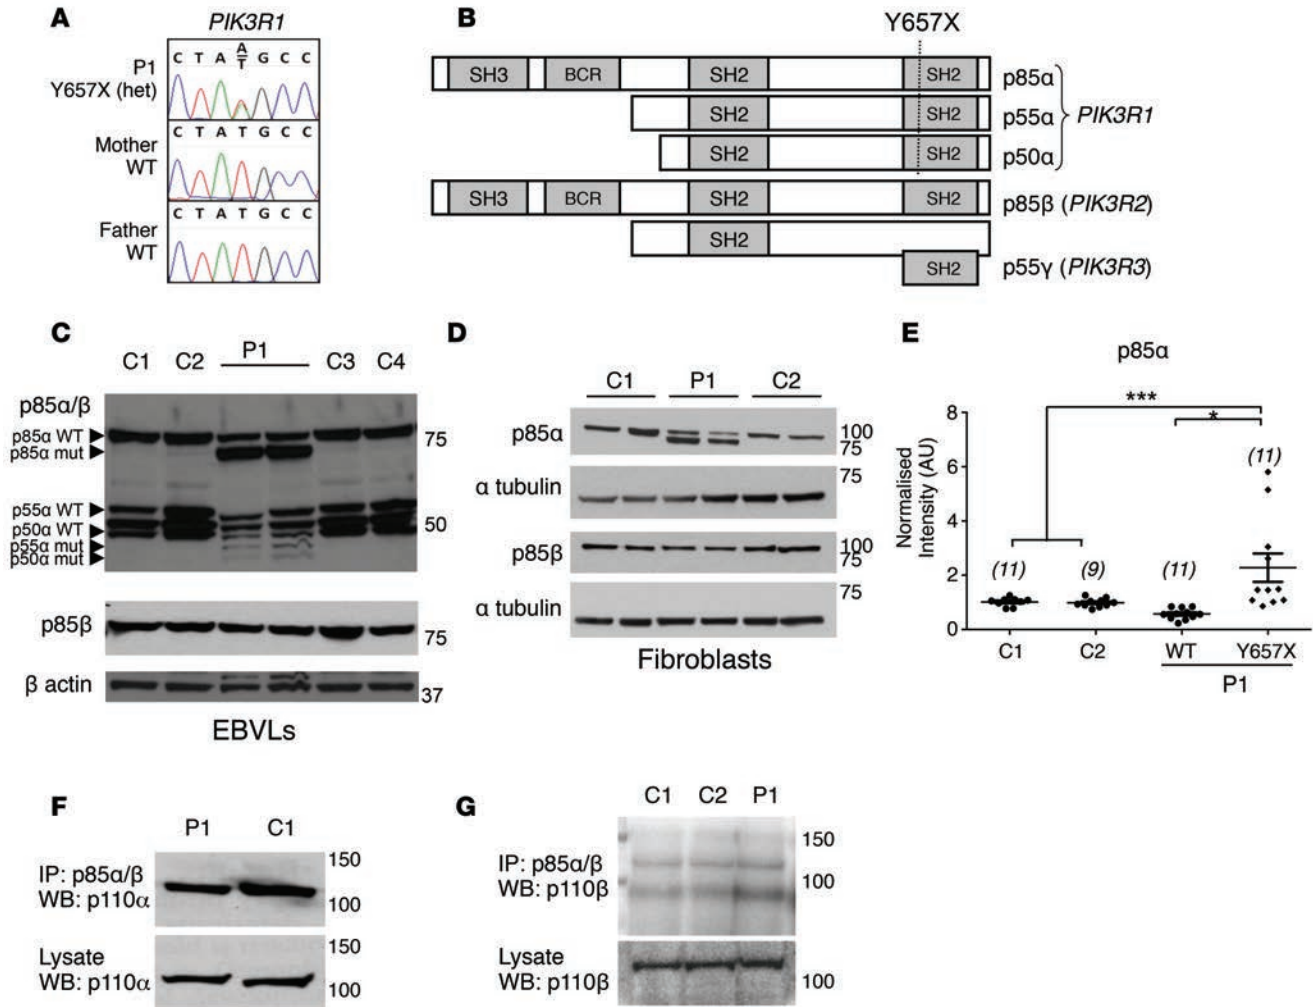 A
PIK3R1
C T A A/T G C C
P1
Y657X (het)
C T A T G C C
Mother
WT
C T A T G C C
Father
WT
B
Y657X
SH3 BCR SH2 SH2 p85α
SH2 SH2 p55α
PIK3R1
SH2 SH2 p50α
SH3 BCR SH2 SH2 p85β (PIK3R2)
SH2
SH2 p55γ (PIK3R3)
C
C1 C2 P1 C3 C4
p85α/β
p85α WT
p85α mut
75
p55α WT
p50α WT
50
p55α mut
p50α mut
p85β
75
β actin
37
EBVLs
D
C1 P1 C2
p85α
100
75
α tubulin
75
p85β
100
75
α tubulin
75
Fibroblasts
E
p85α
Normalised
Intensity (AU)
8
6
4
2
0
***
*
(11) (9) (11) (11)
C1 C2 WT Y657X
P1
F
P1 C1
IP: p85α/β
WB: p110α
150
100
Lysate
WB: p110α
150
100
G
C1 C2 P1
IP: p85α/β
WB: p110β
150
100
Lysate
WB: p110β
100